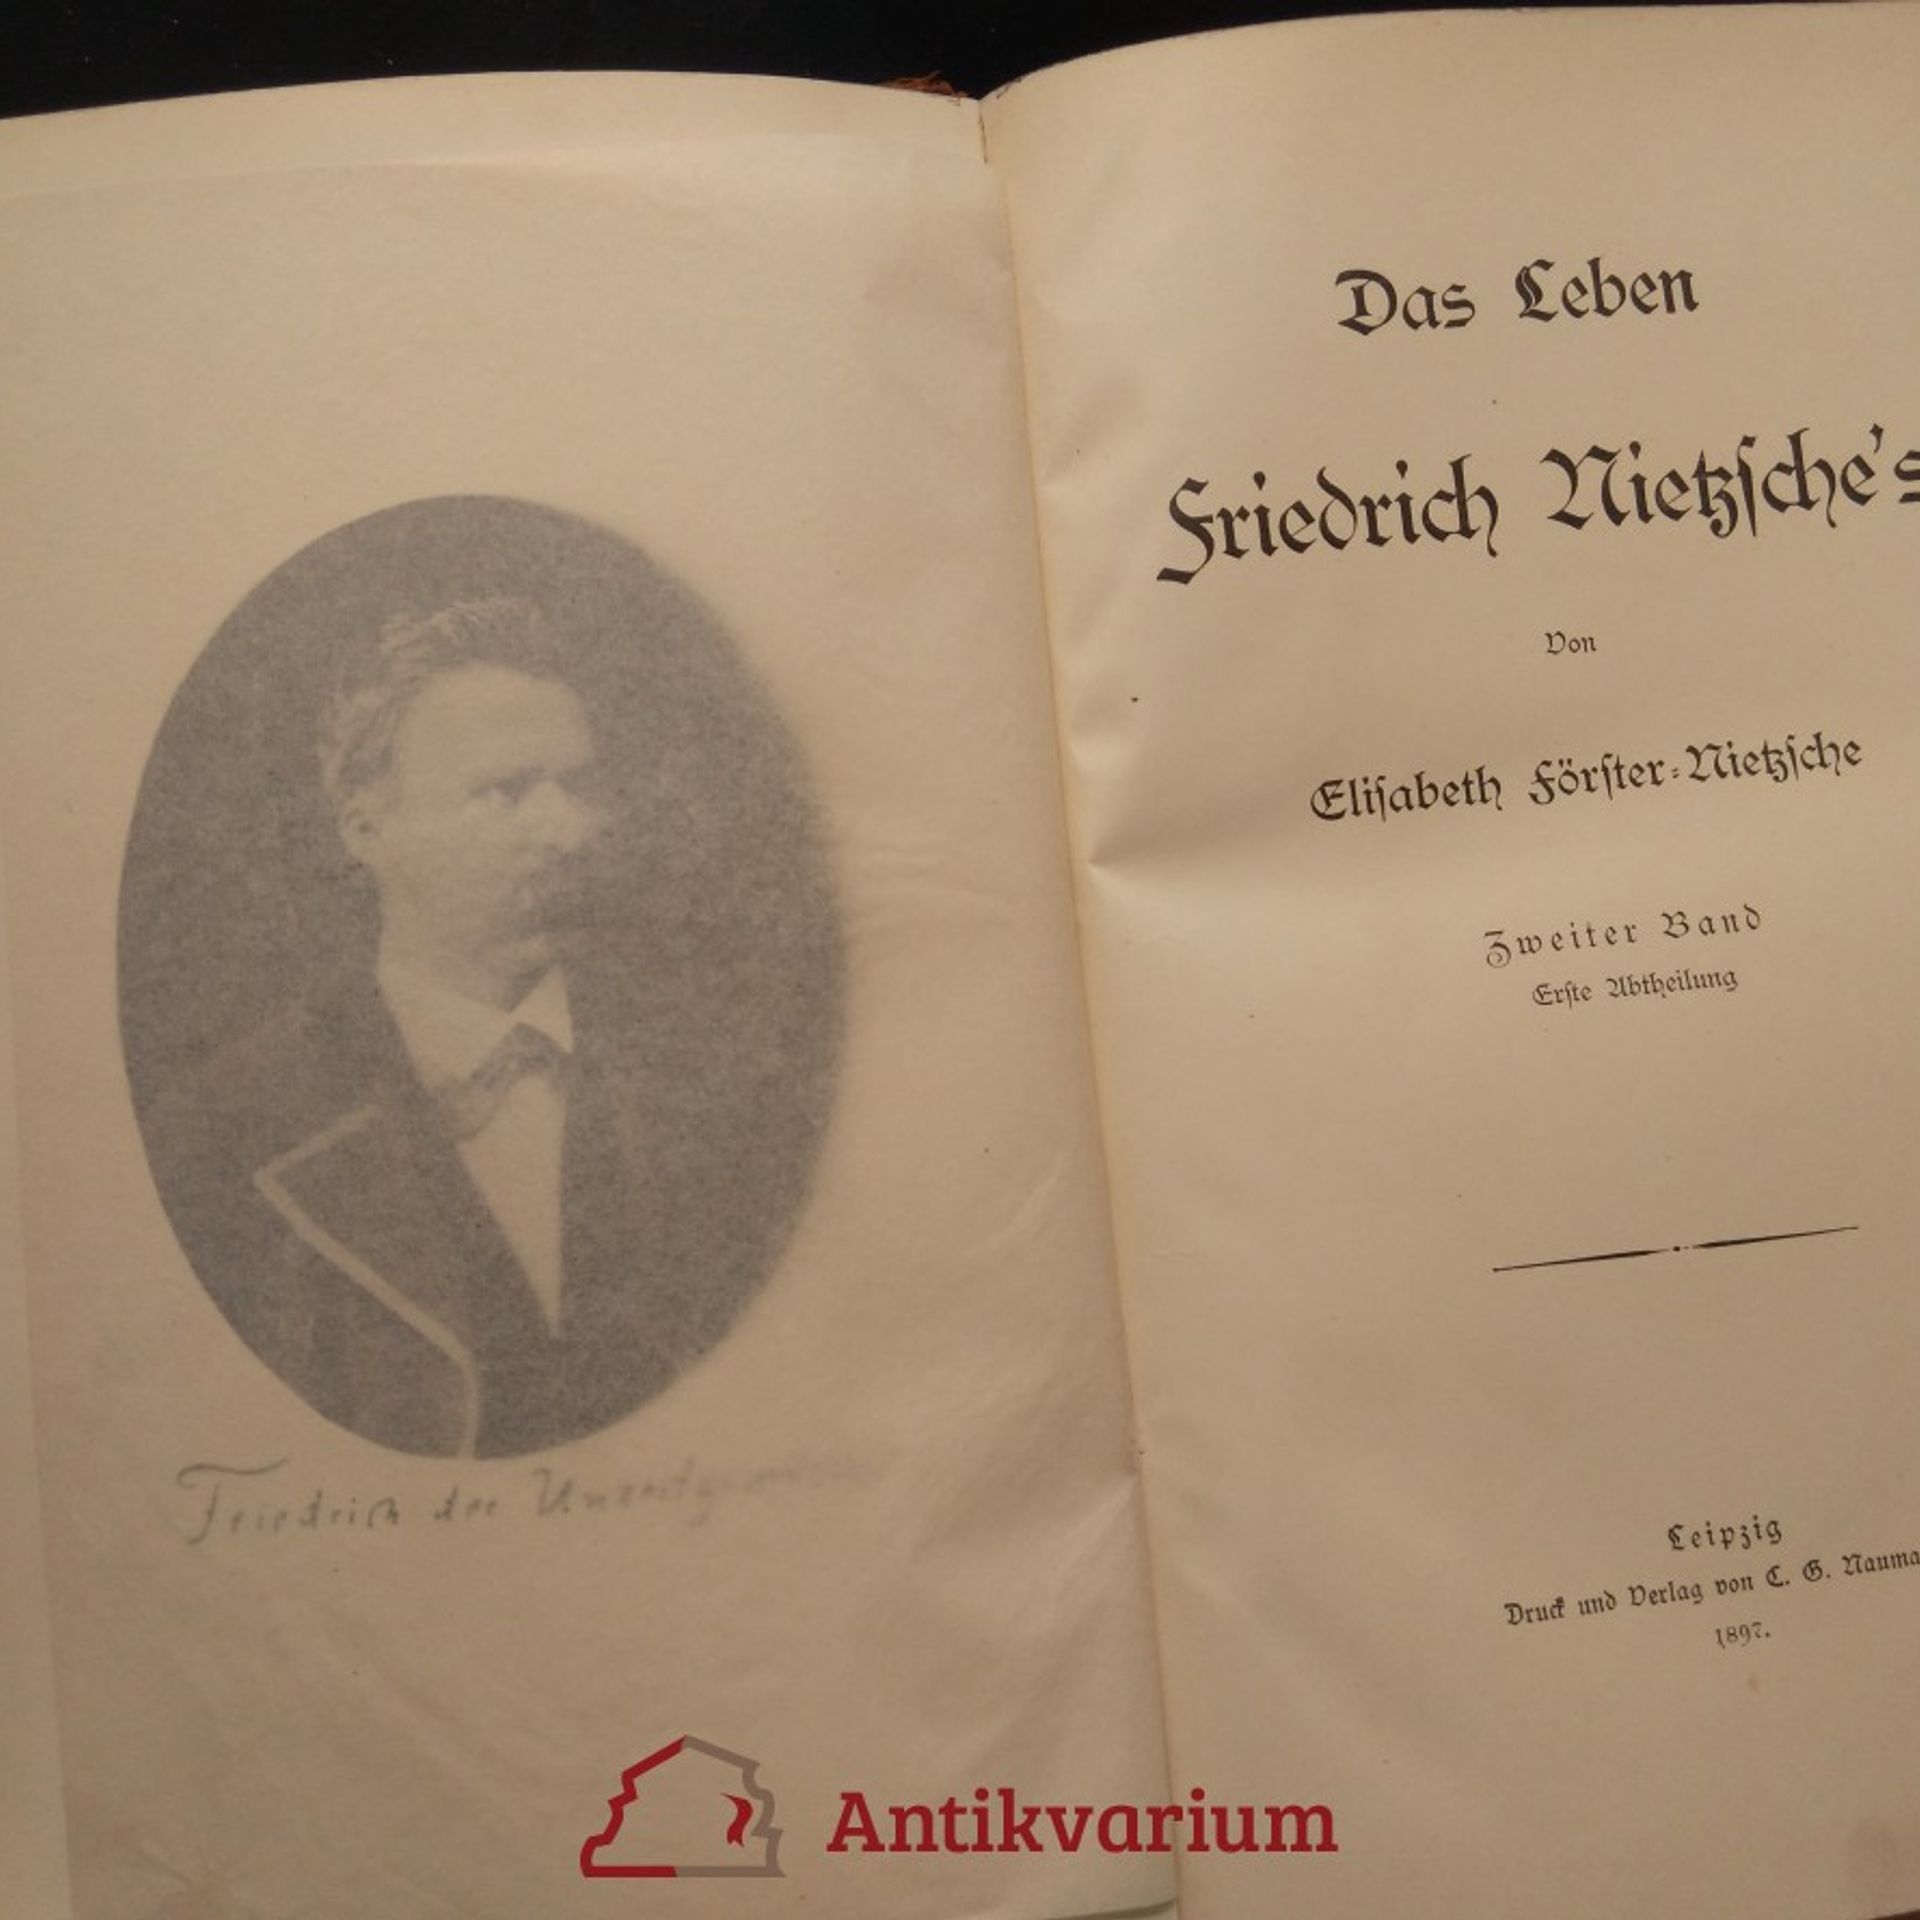 Friedrich der Unzeitgemässe
Das Leben
Friedrich Nietzſche's
Von
Eliſabeth Förſter-Nietzſche
Zweiter Band
Erſte Abtheilung
Leipzig
Druck und Verlag von C. G. Nauma
1897.
Antikvarium